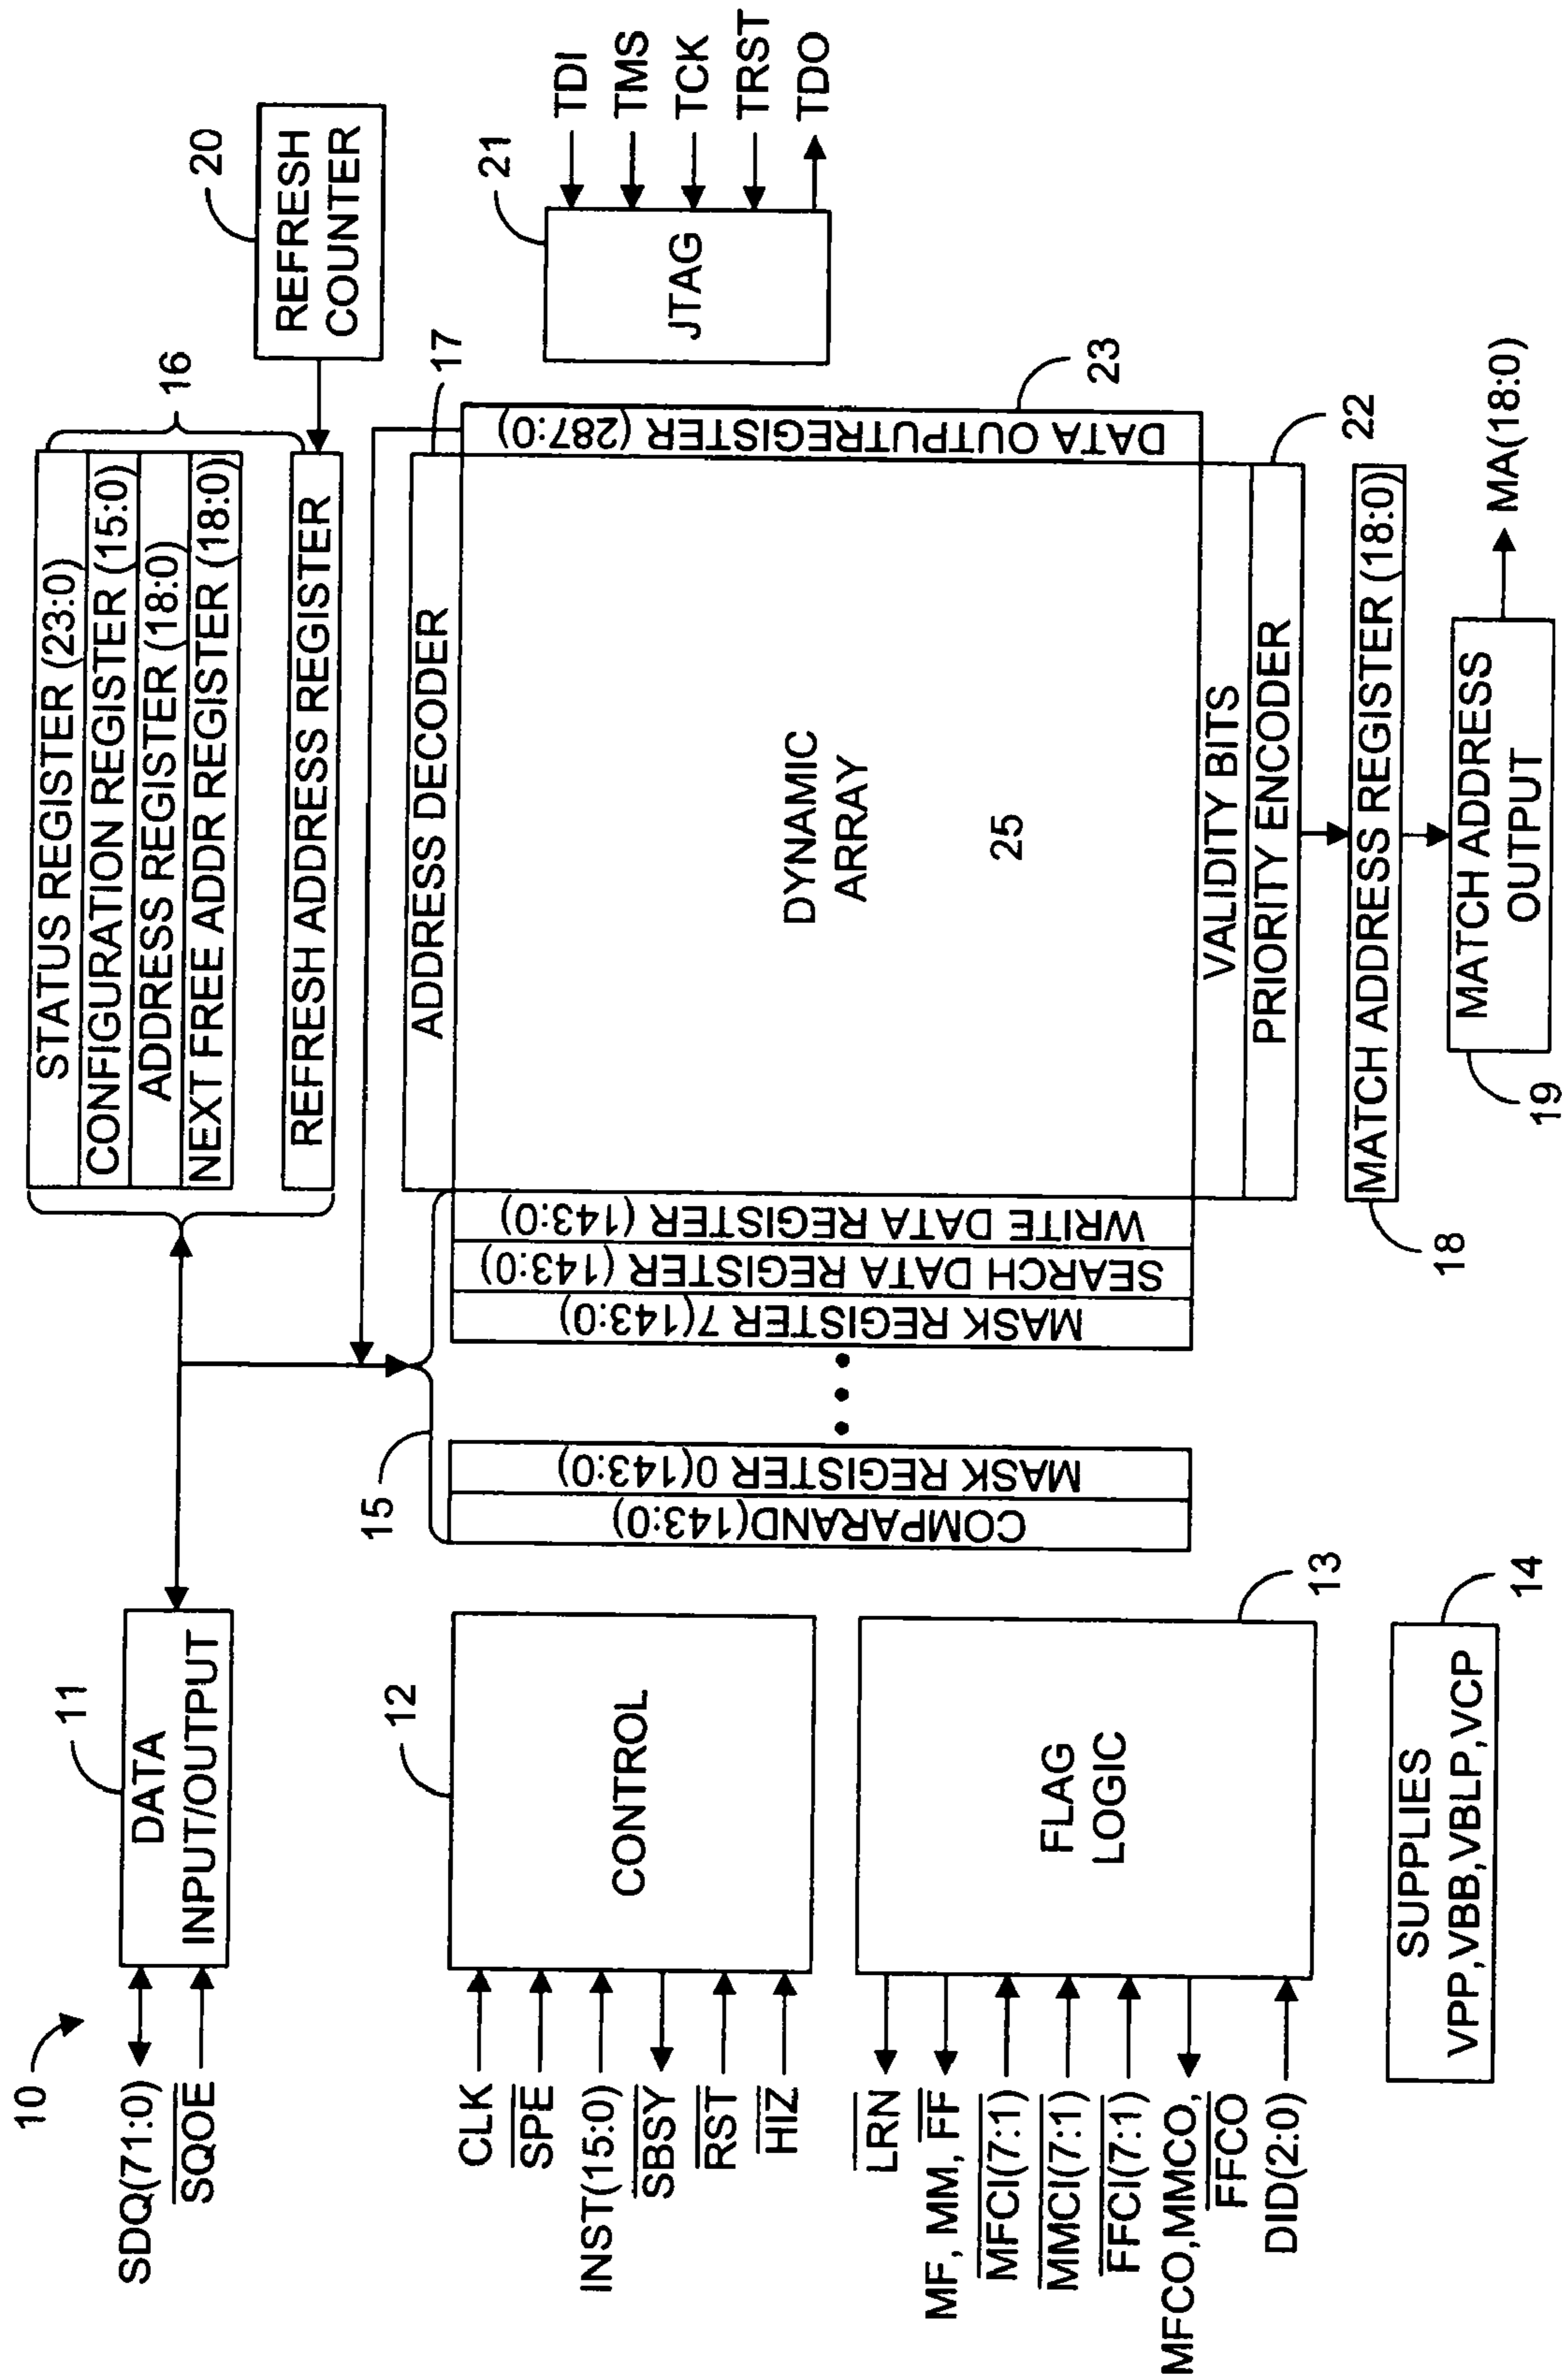 10
SDQ(71:0)
SQOE
11
DATA
INPUT/OUTPUT
STATUS REGISTER (23:0)
CONFIGURATION REGISTER (15:0)
ADDRESS REGISTER (18:0)
NEXT FREE ADDR REGISTER (18:0)
REFRESH ADDRESS REGISTER
16
20
REFRESH
COUNTER
CLK
SPE
INST(15:0)
SBSY
RST
HIZ
12
CONTROL
15
COMPARAND(143:0)
MASK REGISTER 0(143:0)
MASK REGISTER 7(143:0)
SEARCH DATA REGISTER (143:0)
WRITE DATA REGISTER (143:0)
ADDRESS DECODER
17
DYNAMIC
ARRAY
25
DATA OUTPUTREGISTER (287:0)
23
VALIDITY BITS
PRIORITY ENCODER
22
21
JTAG
TDI
TMS
TCK
TRST
TDO
LRN
MF, MM, FF
MFCI(7:1)
MMCI(7:1)
FFCI(7:1)
MFCO,MMCO,
FFCO
DID(2:0)
FLAG
LOGIC
13
18
MATCH ADDRESS REGISTER (18:0)
19
MATCH ADDRESS
OUTPUT
MA(18:0)
14
SUPPLIES
VPP,VBB,VBLP,VCP